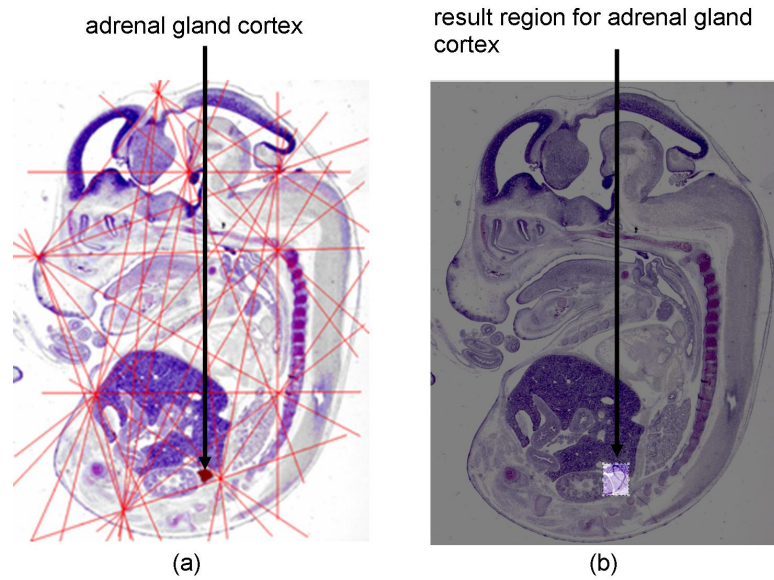 adrenal gland cortex
result region for adrenal gland
cortex
(a)
(b)